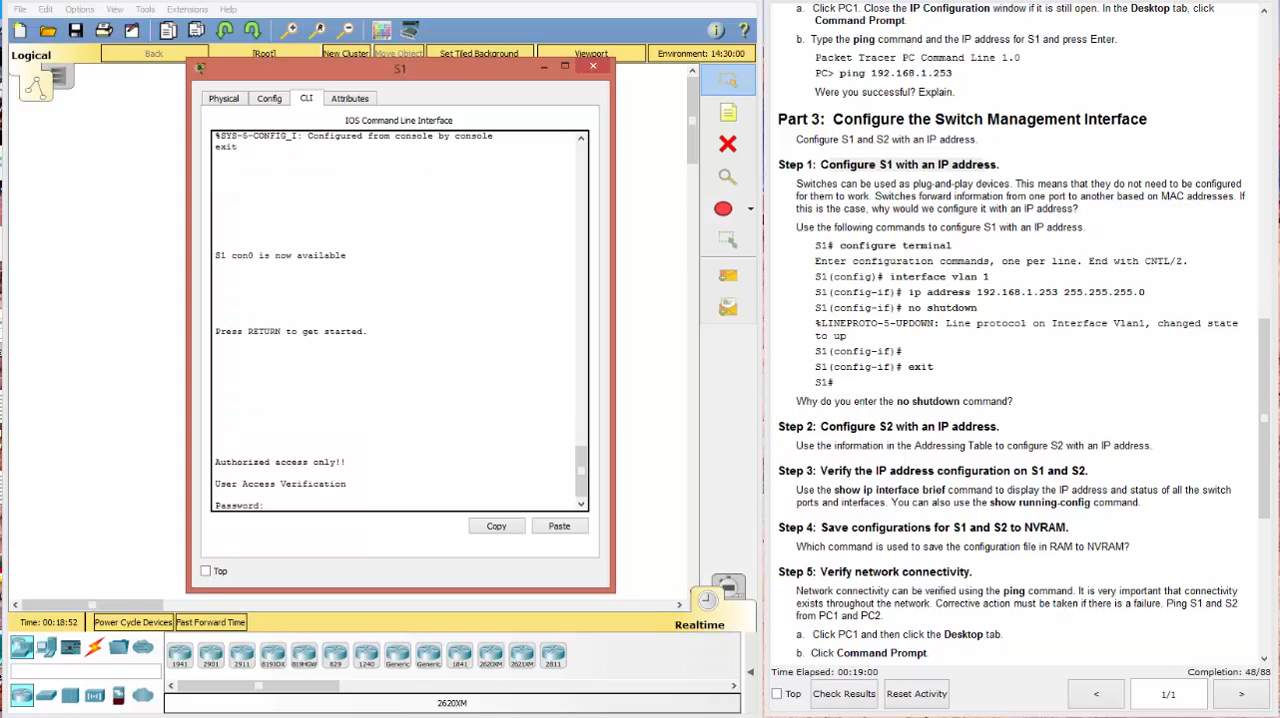 File Edit Options View Tools Extensions Help
Logical
Back
[Root]
New Cluster
Move Object
Set Tiled Background
Viewport
Environment: 14:30:00
S1
Physical
Config
CLI
Attributes
IOS Command Line Interface
%SYS-5-CONFIG_I: Configured from console by console
exit
S1 con0 is now available
Press RETURN to get started.
Authorized access only!!
User Access Verification
Password:
Copy
Paste
Top
Time: 00:18:52
Power Cycle Devices
Fast Forward Time
Realtime
1941 2901 2911 819IOX 819HGW 829 1240 Generic Generic 1841 2620XM 2621XM 2811
2620XM
a. Click PC1. Close the IP Configuration window if it is still open. In the Desktop tab, click
Command Prompt.
b. Type the ping command and the IP address for S1 and press Enter.
Packet Tracer PC Command Line 1.0
PC> ping 192.168.1.253
Were you successful? Explain.
Part 3: Configure the Switch Management Interface
Configure S1 and S2 with an IP address.
Step 1: Configure S1 with an IP address.
Switches can be used as plug-and-play devices. This means that they do not need to be configured
for them to work. Switches forward information from one port to another based on MAC addresses. If
this is the case, why would we configure it with an IP address?
Use the following commands to configure S1 with an IP address.
S1# configure terminal
Enter configuration commands, one per line. End with CNTL/Z.
S1(config)# interface vlan 1
S1(config-if)# ip address 192.168.1.253 255.255.255.0
S1(config-if)# no shutdown
%LINEPROTO-5-UPDOWN: Line protocol on Interface Vlan1, changed state
to up
S1(config-if)#
S1(config-if)# exit
S1#
Why do you enter the no shutdown command?
Step 2: Configure S2 with an IP address.
Use the information in the Addressing Table to configure S2 with an IP address.
Step 3: Verify the IP address configuration on S1 and S2.
Use the show ip interface brief command to display the IP address and status of all the switch
ports and interfaces. You can also use the show running-config command.
Step 4: Save configurations for S1 and S2 to NVRAM.
Which command is used to save the configuration file in RAM to NVRAM?
Step 5: Verify network connectivity.
Network connectivity can be verified using the ping command. It is very important that connectivity
exists throughout the network. Corrective action must be taken if there is a failure. Ping S1 and S2
from PC1 and PC2.
a. Click PC1 and then click the Desktop tab.
b. Click Command Prompt.
Time Elapsed: 00:19:00
Completion: 48/88
Top
Check Results
Reset Activity
<
1/1
>